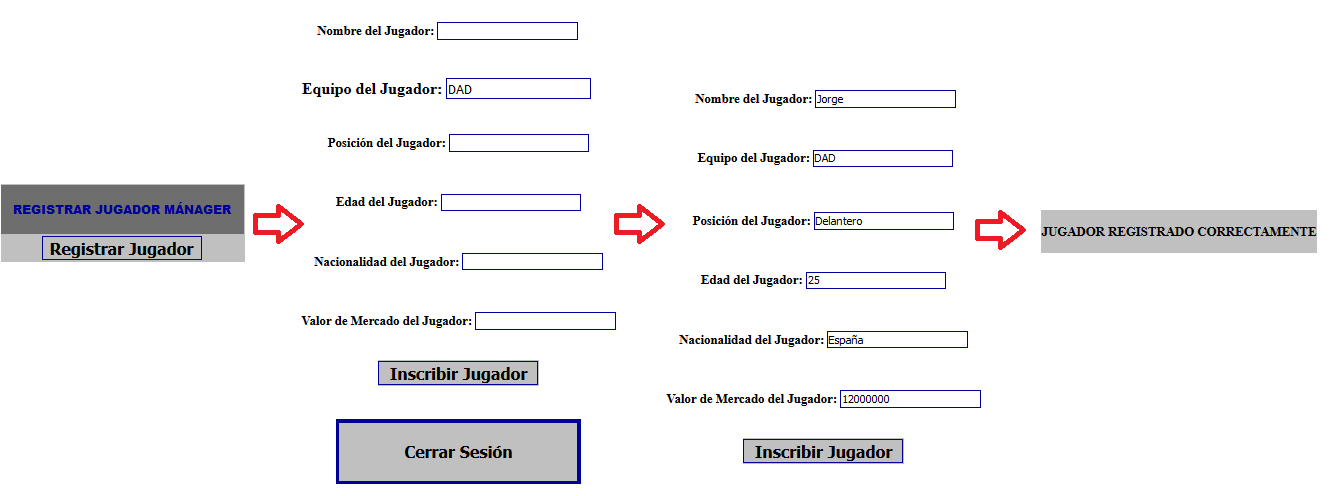 REGISTRAR JUGADOR MÁNAGER
Registrar Jugador
Nombre del Jugador:
Equipo del Jugador: DAD
Posición del Jugador:
Edad del Jugador:
Nacionalidad del Jugador:
Valor de Mercado del Jugador:
Inscribir Jugador
Cerrar Sesión
Nombre del Jugador: Jorge
Equipo del Jugador: DAD
Posición del Jugador: Delantero
Edad del Jugador: 25
Nacionalidad del Jugador: España
Valor de Mercado del Jugador: 12000000
Inscribir Jugador
JUGADOR REGISTRADO CORRECTAMENTE